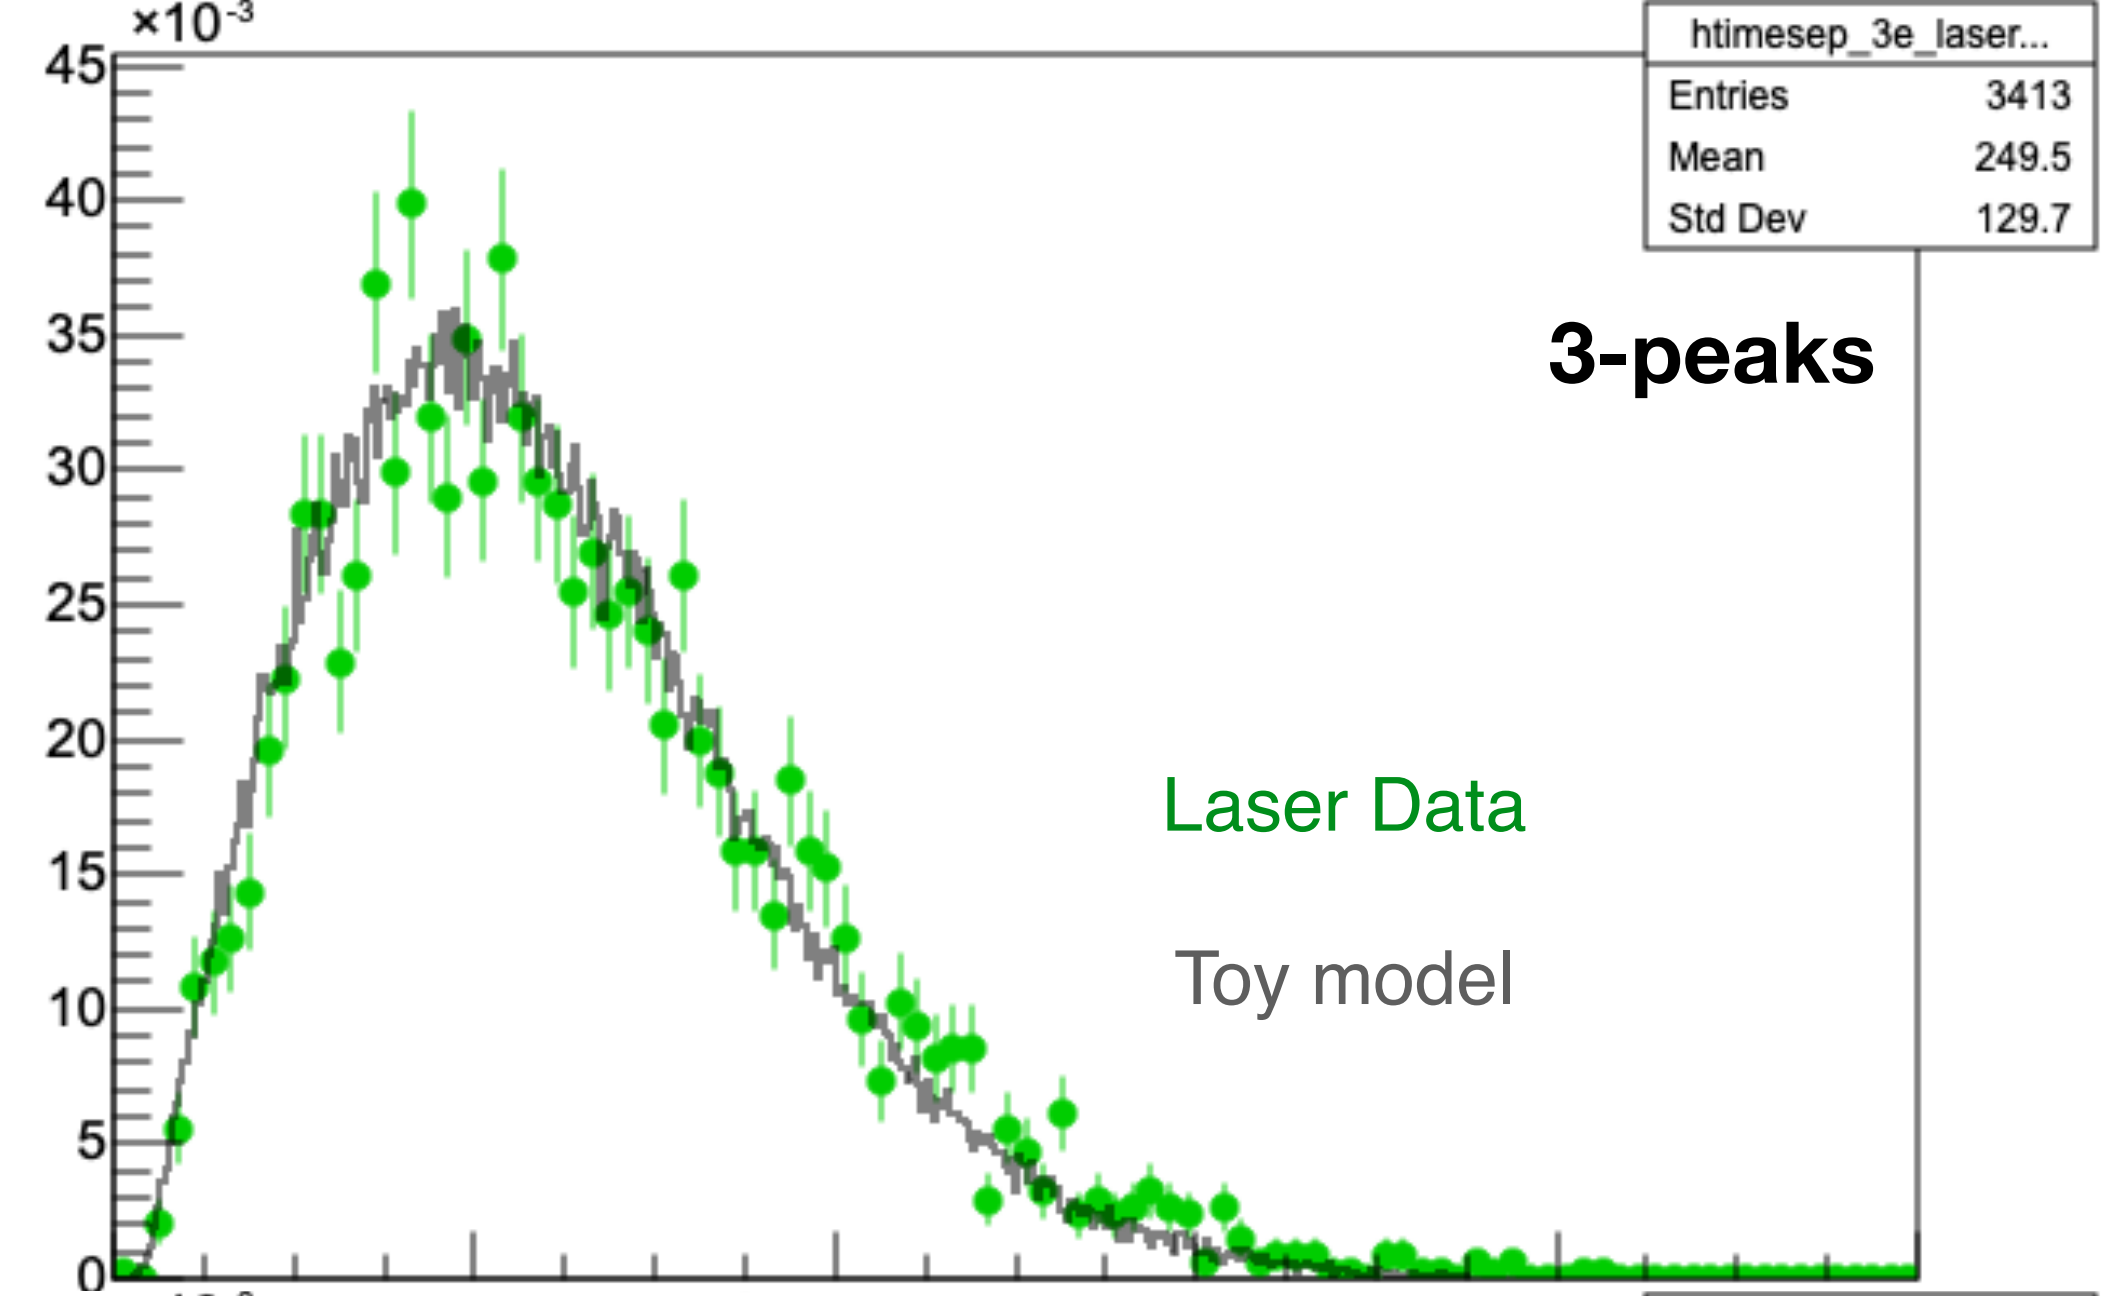 ×10⁻³
htimesep_3e_laser...
Entries 3413
Mean 249.5
Std Dev 129.7
45
40
35
30
25
20
15
10
5
0
3-peaks
Laser Data
Toy model